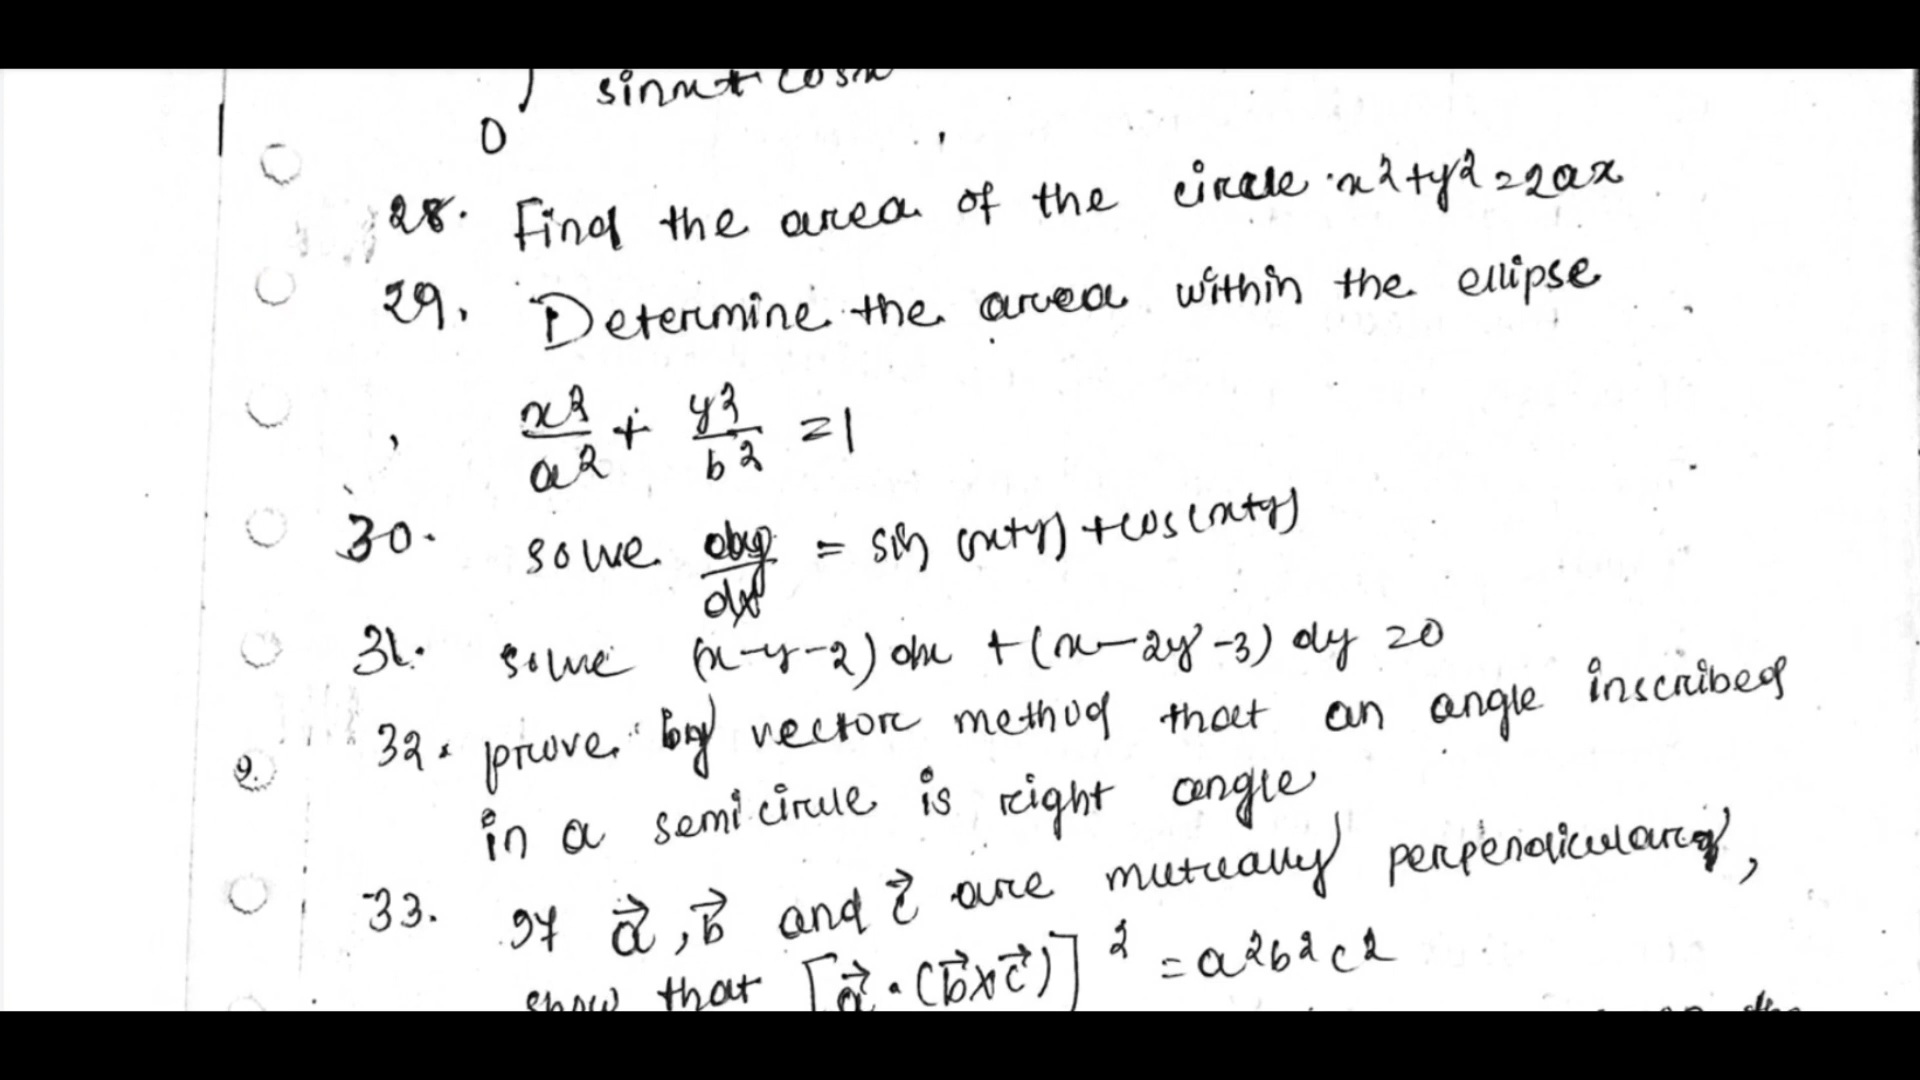 sinx + cosx
0
28. Find the area of the circle x²+y²=2ax
29. Determine the area within the ellipse
x²/a² + y²/b² = 1
30. solve dy/dx = sin (x+y) + cos (x+y)
31. solve (x-y-2) dx + (x-2y-3) dy = 0
32. prove by vector method that an angle inscribed
in a semicircle is right angle
33. If a⃗, b⃗ and c⃗ are mutually perpendicular,
show that [a⃗ . (b⃗×c⃗)]² = a²b²c²